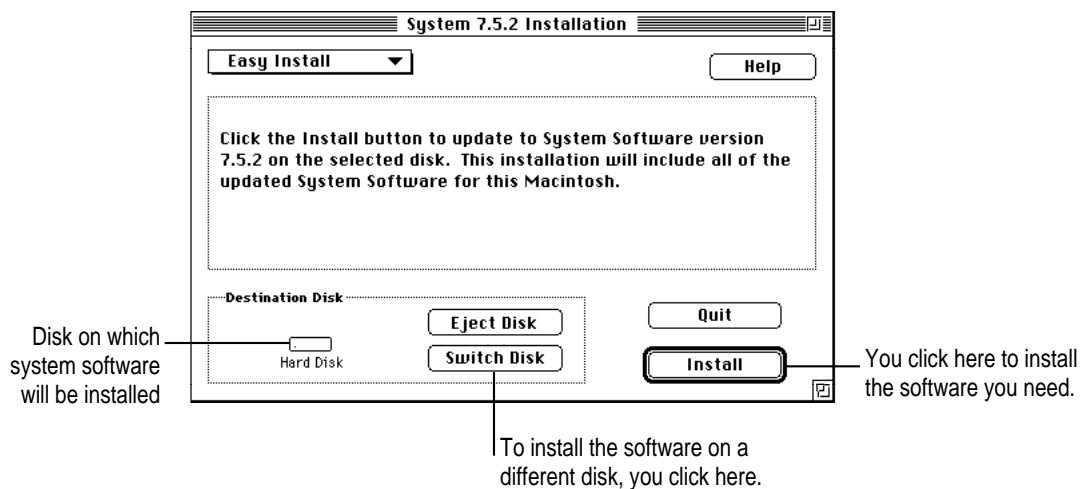 System 7.5.2 Installation
Easy Install
Help
Click the Install button to update to System Software version
7.5.2 on the selected disk. This installation will include all of the
updated System Software for this Macintosh.
Destination Disk
Hard Disk
Eject Disk
Switch Disk
Quit
Install
Disk on which
system software
will be installed
You click here to install
the software you need.
To install the software on a
different disk, you click here.